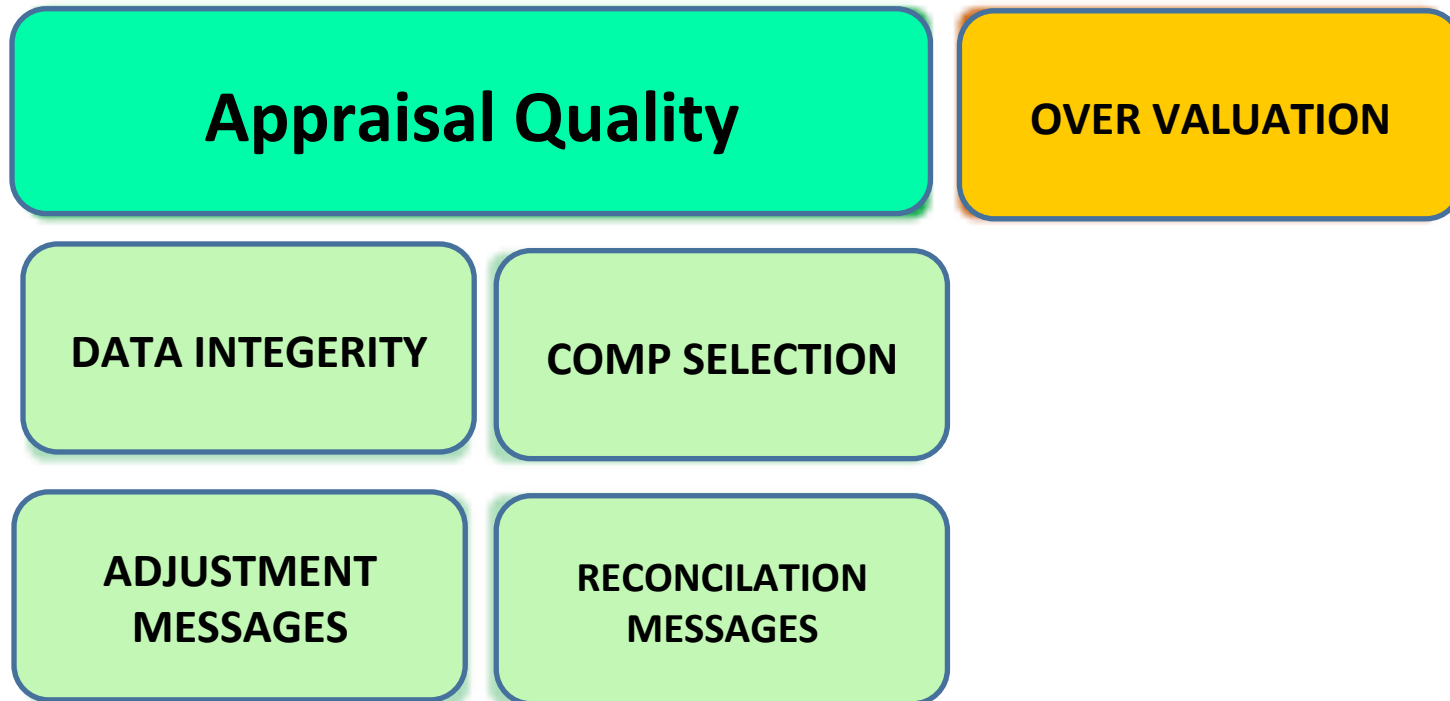 Appraisal Quality
OVER VALUATION
DATA INTEGERITY
COMP SELECTION
ADJUSTMENT
MESSAGES
RECONCILATION
MESSAGES